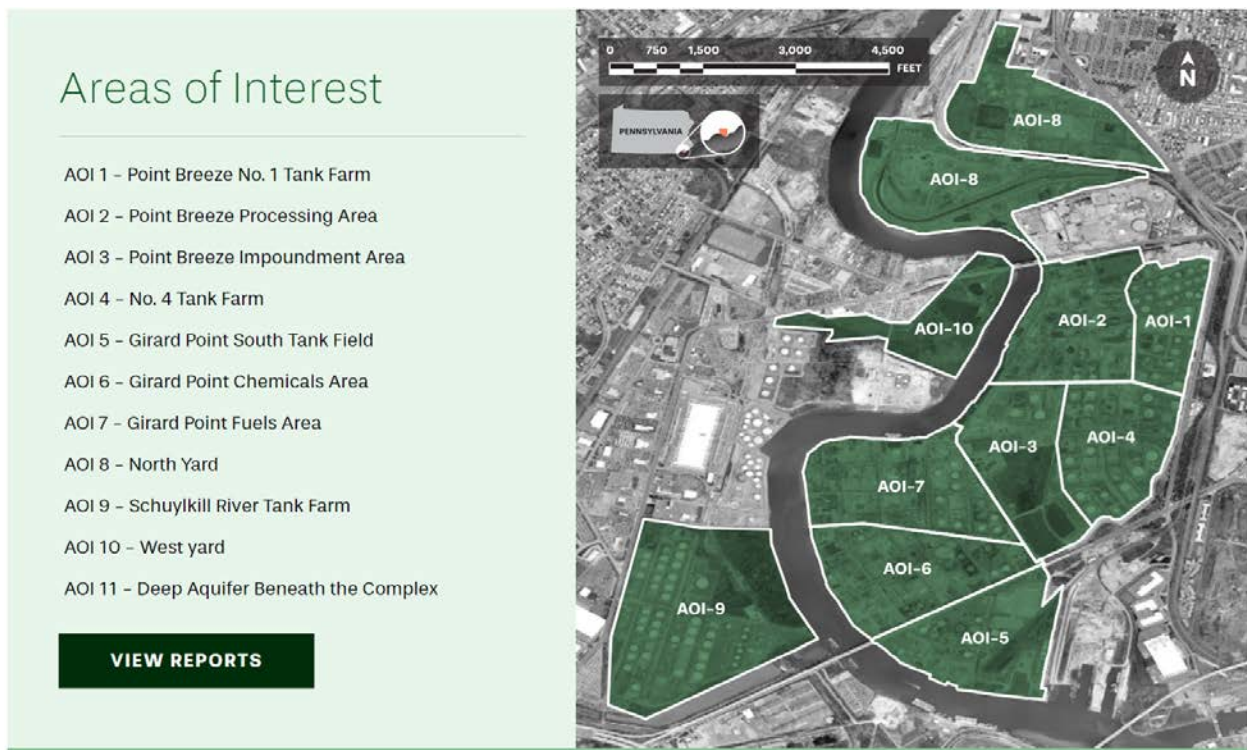 Areas of Interest
AOI 1 – Point Breeze No. 1 Tank Farm
AOI 2 – Point Breeze Processing Area
AOI 3 – Point Breeze Impoundment Area
AOI 4 – No. 4 Tank Farm
AOI 5 – Girard Point South Tank Field
AOI 6 – Girard Point Chemicals Area
AOI 7 – Girard Point Fuels Area
AOI 8 – North Yard
AOI 9 – Schuylkill River Tank Farm
AOI 10 – West yard
AOI 11 – Deep Aquifer Beneath the Complex
VIEW REPORTS
0 750 1,500 3,000 4,500
FEET
N
PENNSYLVANIA
AOI-8
AOI-8
AOI-10
AOI-2
AOI-1
AOI-3
AOI-4
AOI-7
AOI-6
AOI-9
AOI-5